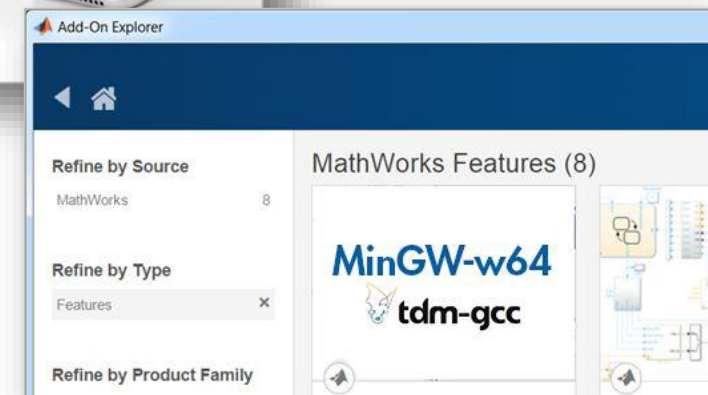 Add-On Explorer
Refine by Source
MathWorks 8
Refine by Type
Features ×
Refine by Product Family
MathWorks Features (8)
MinGW-w64
tdm-gcc